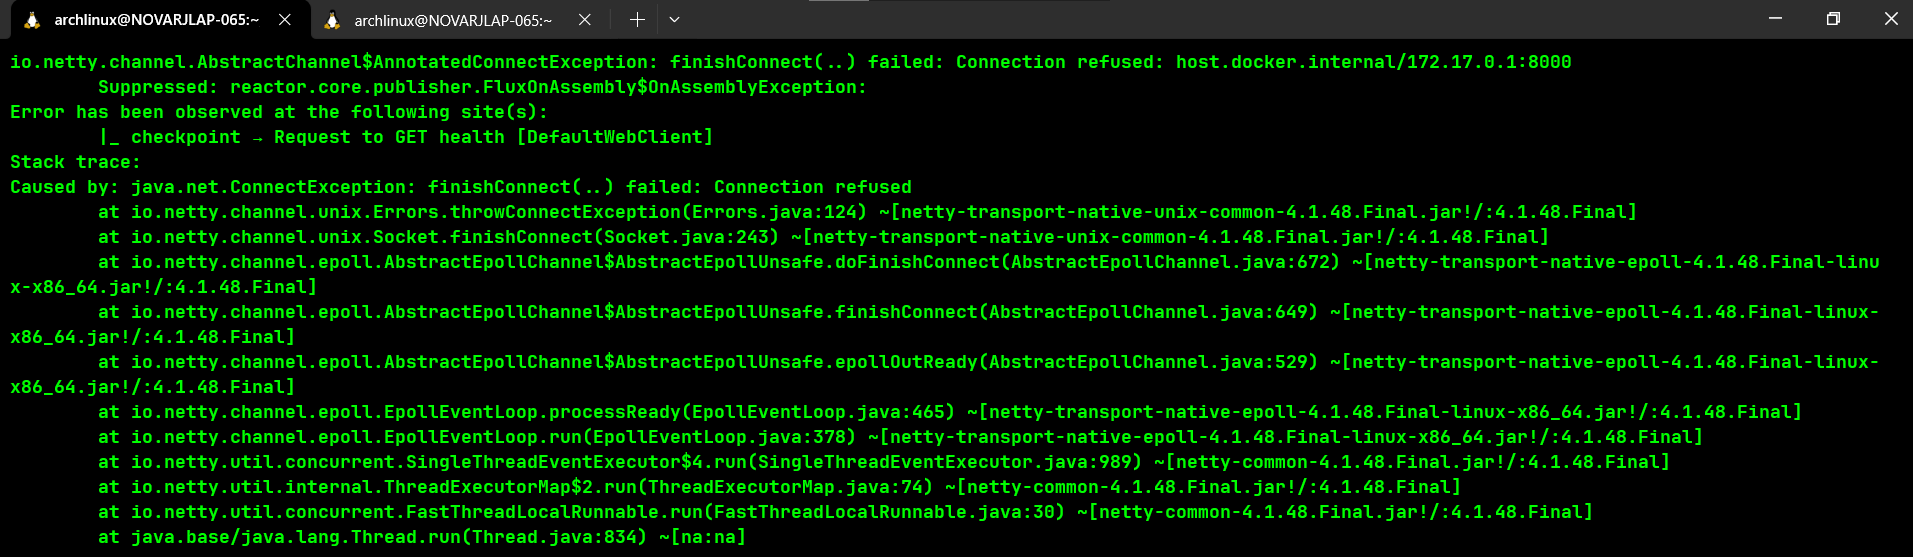 archlinux@NOVARJLAP-065:~
archlinux@NOVARJLAP-065:~
io.netty.channel.AbstractChannel$AnnotatedConnectException: finishConnect(..) failed: Connection refused: host.docker.internal/172.17.0.1:8000
Suppressed: reactor.core.publisher.FluxOnAssembly$OnAssemblyException:
Error has been observed at the following site(s):
|_ checkpoint → Request to GET health [DefaultWebClient]
Stack trace:
Caused by: java.net.ConnectException: finishConnect(..) failed: Connection refused
at io.netty.channel.unix.Errors.throwConnectException(Errors.java:124) ~[netty-transport-native-unix-common-4.1.48.Final.jar!/:4.1.48.Final]
at io.netty.channel.unix.Socket.finishConnect(Socket.java:243) ~[netty-transport-native-unix-common-4.1.48.Final.jar!/:4.1.48.Final]
at io.netty.channel.epoll.AbstractEpollChannel$AbstractEpollUnsafe.doFinishConnect(AbstractEpollChannel.java:672) ~[netty-transport-native-epoll-4.1.48.Final-linu
x-x86_64.jar!/:4.1.48.Final]
at io.netty.channel.epoll.AbstractEpollChannel$AbstractEpollUnsafe.finishConnect(AbstractEpollChannel.java:649) ~[netty-transport-native-epoll-4.1.48.Final-linux-
x86_64.jar!/:4.1.48.Final]
at io.netty.channel.epoll.AbstractEpollChannel$AbstractEpollUnsafe.epollOutReady(AbstractEpollChannel.java:529) ~[netty-transport-native-epoll-4.1.48.Final-linux-
x86_64.jar!/:4.1.48.Final]
at io.netty.channel.epoll.EpollEventLoop.processReady(EpollEventLoop.java:465) ~[netty-transport-native-epoll-4.1.48.Final-linux-x86_64.jar!/:4.1.48.Final]
at io.netty.channel.epoll.EpollEventLoop.run(EpollEventLoop.java:378) ~[netty-transport-native-epoll-4.1.48.Final-linux-x86_64.jar!/:4.1.48.Final]
at io.netty.util.concurrent.SingleThreadEventExecutor$4.run(SingleThreadEventExecutor.java:989) ~[netty-common-4.1.48.Final.jar!/:4.1.48.Final]
at io.netty.util.internal.ThreadExecutorMap$2.run(ThreadExecutorMap.java:74) ~[netty-common-4.1.48.Final.jar!/:4.1.48.Final]
at io.netty.util.concurrent.FastThreadLocalRunnable.run(FastThreadLocalRunnable.java:30) ~[netty-common-4.1.48.Final.jar!/:4.1.48.Final]
at java.base/java.lang.Thread.run(Thread.java:834) ~[na:na]